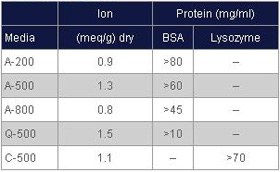 Ion Protein (mg/ml)
Media (meq/g) dry BSA Lysozyme
A-200 0.9 >80 –
A-500 1.3 >60 –
A-800 0.8 >45 –
Q-500 1.5 >10 –
C-500 1.1 – >70